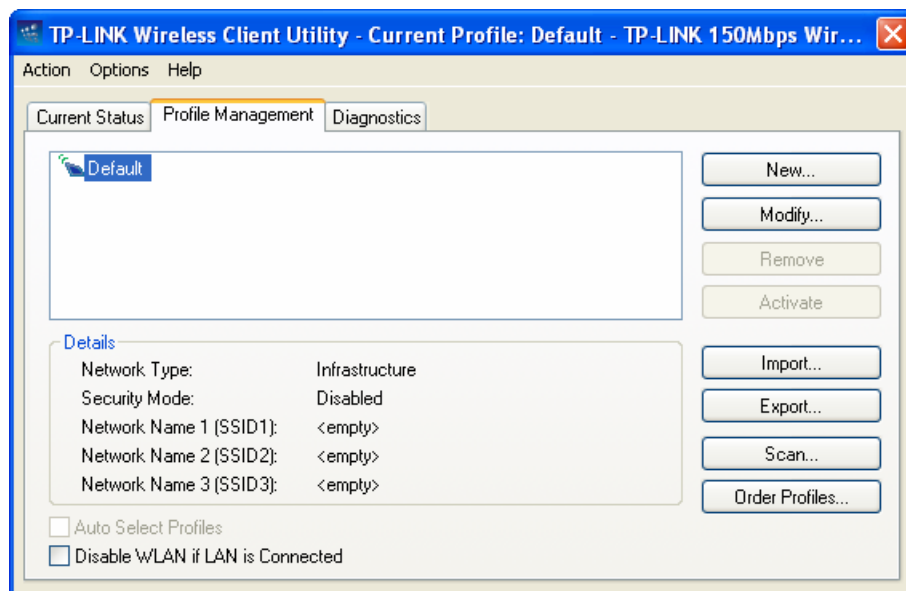 TP-LINK Wireless Client Utility - Current Profile: Default - TP-LINK 150Mbps Wir...
Action Options Help
Current Status Profile Management Diagnostics
Default
New...
Modify...
Remove
Activate
Details
Network Type: Infrastructure
Security Mode: Disabled
Network Name 1 (SSID1): <empty>
Network Name 2 (SSID2): <empty>
Network Name 3 (SSID3): <empty>
Import...
Export...
Scan...
Order Profiles...
Auto Select Profiles
Disable WLAN if LAN is Connected